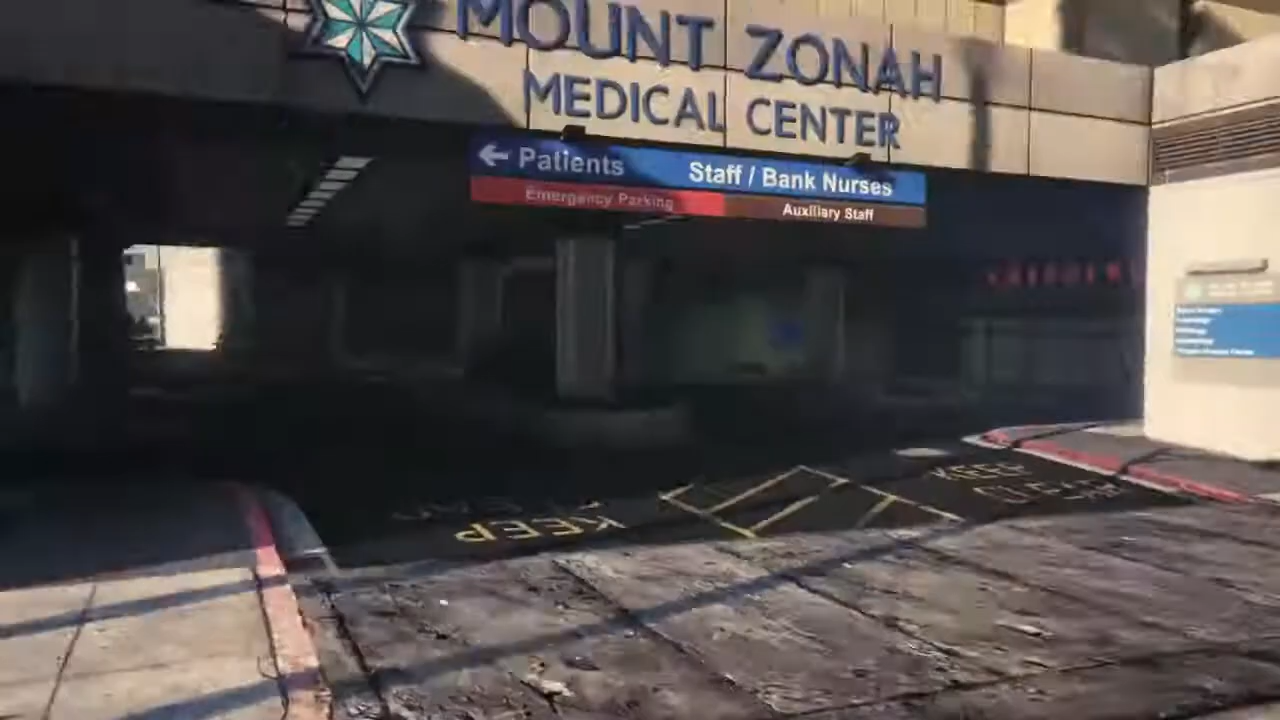 MOUNT ZONAH
MEDICAL CENTER
← Patients
Staff / Bank Nurses
Emergency Parking
Auxiliary Staff
KEEP
KEEP
CLEAR